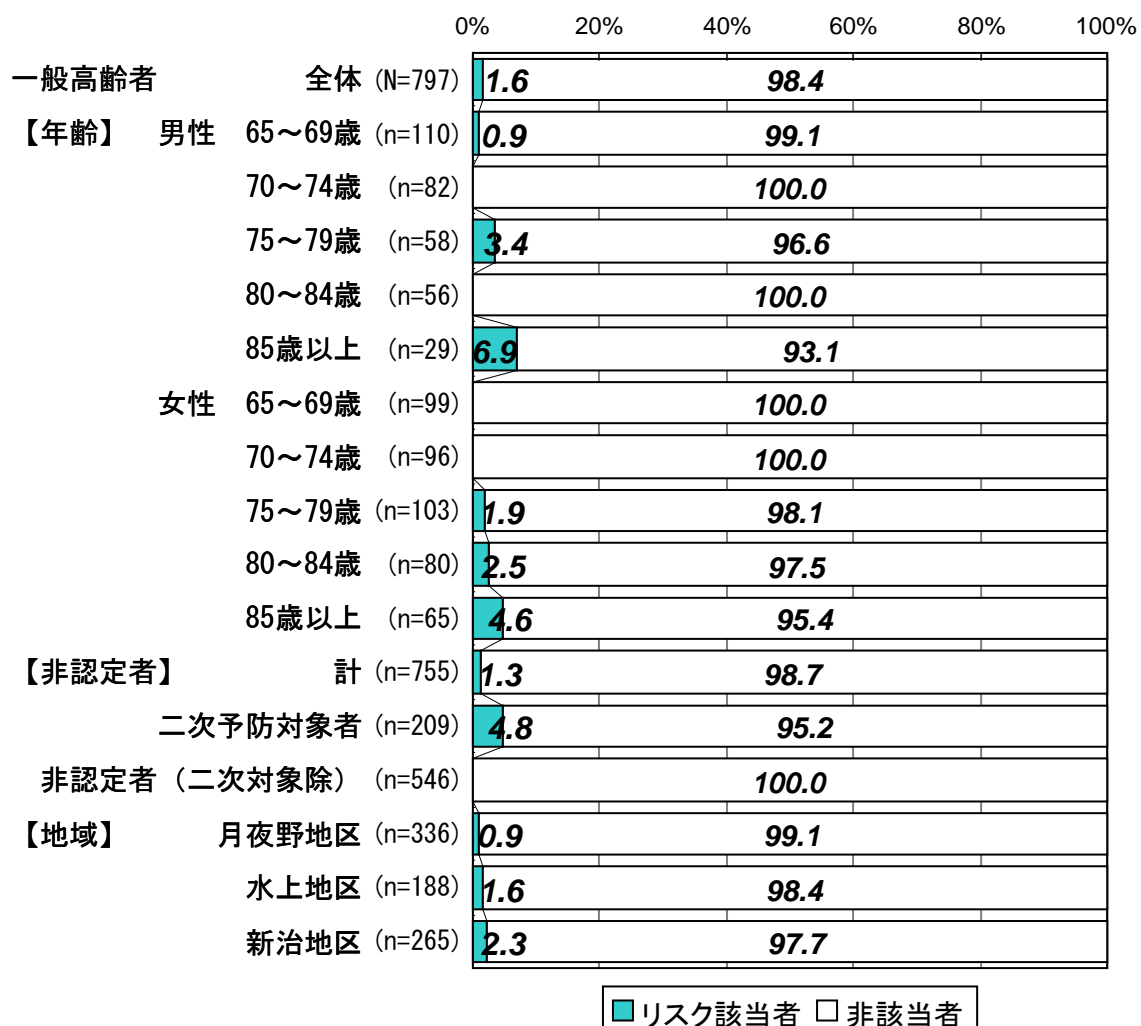 0% 20% 40% 60% 80% 100%
一般高齢者 全体 (N=797) 1.6 98.4
【年齢】 男性 65～69歳 (n=110) 0.9 99.1
70～74歳 (n=82) 100.0
75～79歳 (n=58) 3.4 96.6
80～84歳 (n=56) 100.0
85歳以上 (n=29) 6.9 93.1
女性 65～69歳 (n=99) 100.0
70～74歳 (n=96) 100.0
75～79歳 (n=103) 1.9 98.1
80～84歳 (n=80) 2.5 97.5
85歳以上 (n=65) 4.6 95.4
【非認定者】 計 (n=755) 1.3 98.7
二次予防対象者 (n=209) 4.8 95.2
非認定者（二次対象除） (n=546) 100.0
【地域】 月夜野地区 (n=336) 0.9 99.1
水上地区 (n=188) 1.6 98.4
新治地区 (n=265) 2.3 97.7
リスク該当者 非該当者